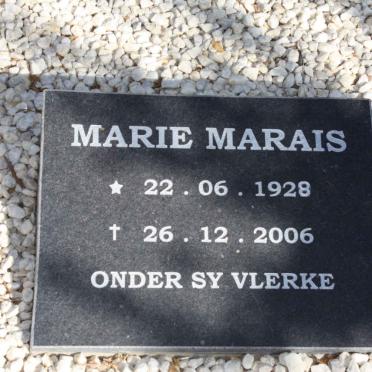 MARIE MARAIS
★ 22 . 06 . 1928
† 26 . 12 . 2006
ONDER SY VLERKE